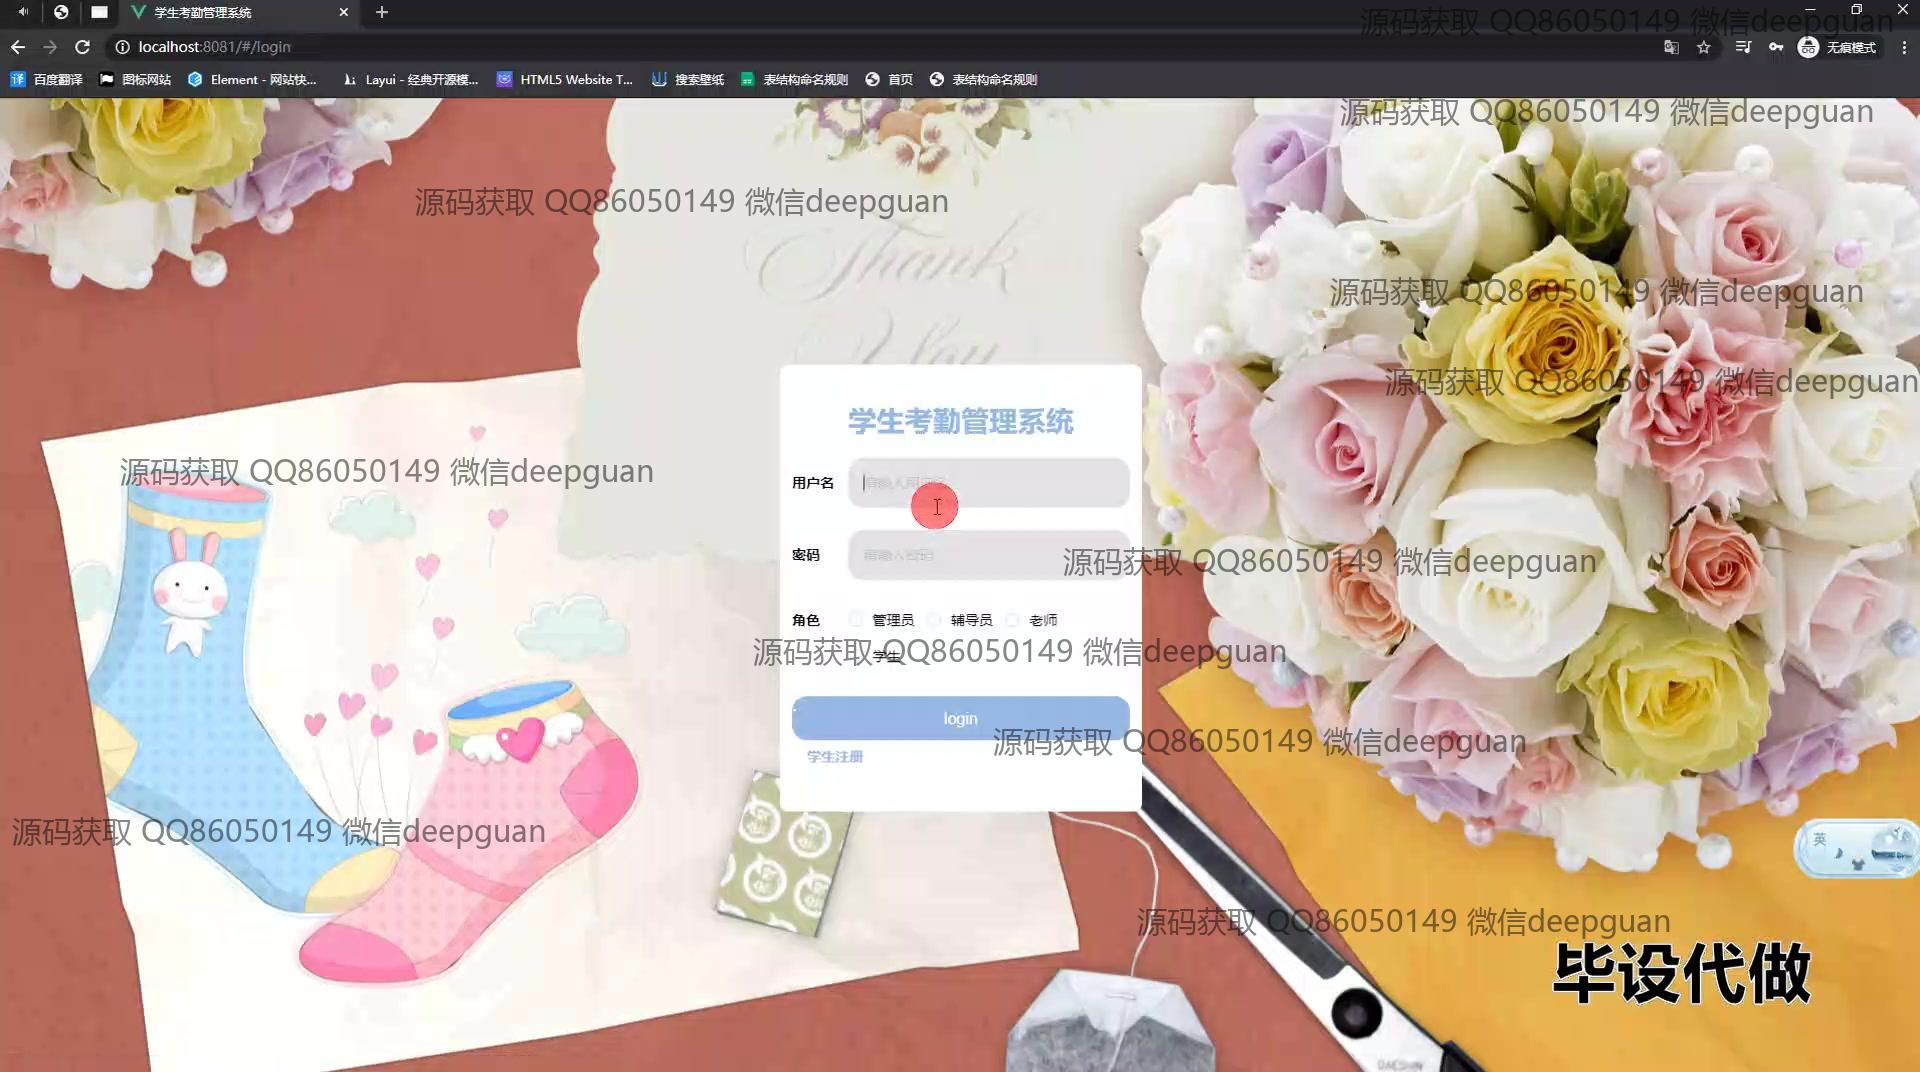 学生考勤管理系统
localhost:8081/#/login
无痕模式
百度翻译 图标网站 Element - 网站快... Layui - 经典开源模... HTML5 Website T... 搜索壁纸 表结构命名规则 首页 表结构命名规则
源码获取 QQ86050149 微信deepguan
源码获取 QQ86050149 微信deepguan
源码获取 QQ86050149 微信deepguan
Thank
You
源码获取 QQ86050149 微信deepguan
源码获取 QQ86050149 微信deepguan
学生考勤管理系统
源码获取 QQ86050149 微信deepguan
用户名
密码 请输入密码
源码获取 QQ86050149 微信deepguan
角色 管理员 辅导员 老师
学生
源码获取 QQ86050149 微信deepguan
login
源码获取 QQ86050149 微信deepguan
学生注册
源码获取 QQ86050149 微信deepguan
英
源码获取 QQ86050149 微信deepguan
毕设代做